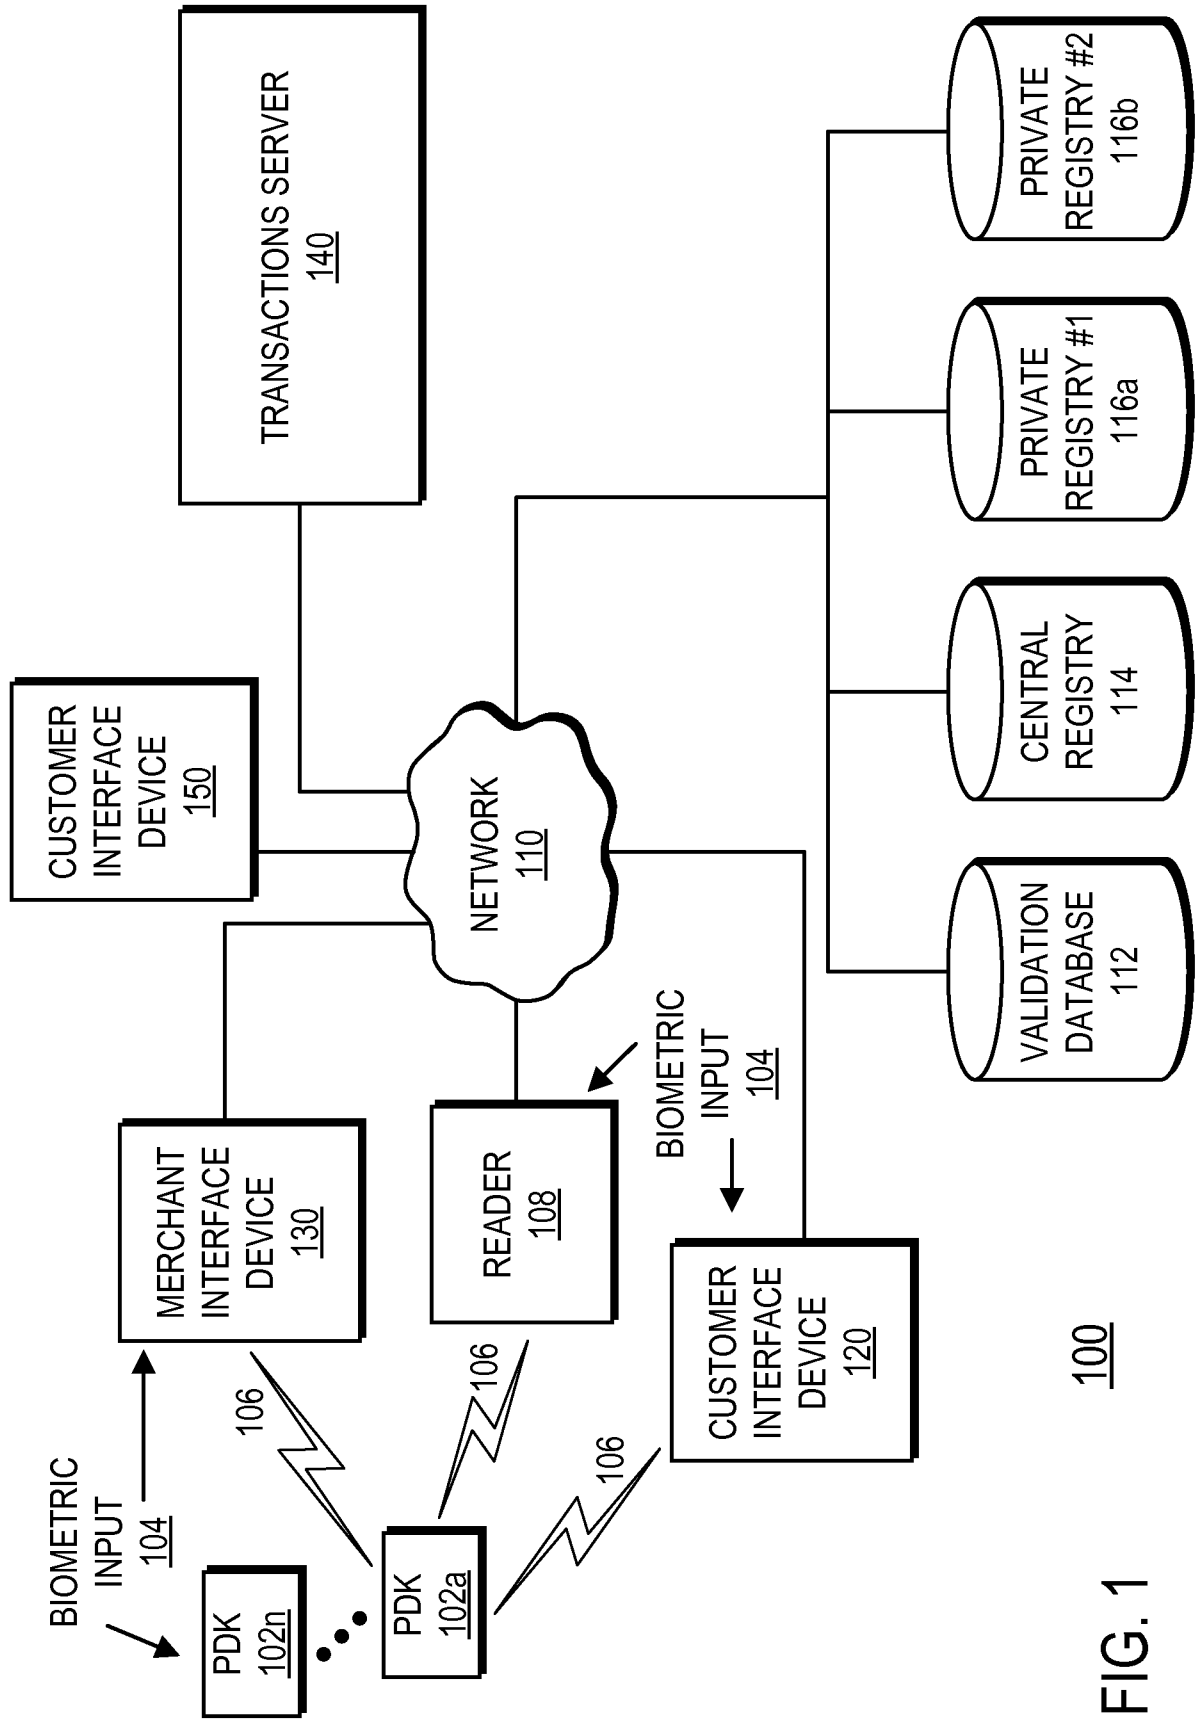 BIOMETRIC
INPUT
104
PDK
102n
PDK
102a
106
106
106
MERCHANT
INTERFACE
DEVICE
130
READER
108
BIOMETRIC
INPUT
104
CUSTOMER
INTERFACE
DEVICE
120
CUSTOMER
INTERFACE
DEVICE
150
NETWORK
110
TRANSACTIONS SERVER
140
VALIDATION
DATABASE
112
CENTRAL
REGISTRY
114
PRIVATE
REGISTRY #1
116a
PRIVATE
REGISTRY #2
116b
100
FIG. 1